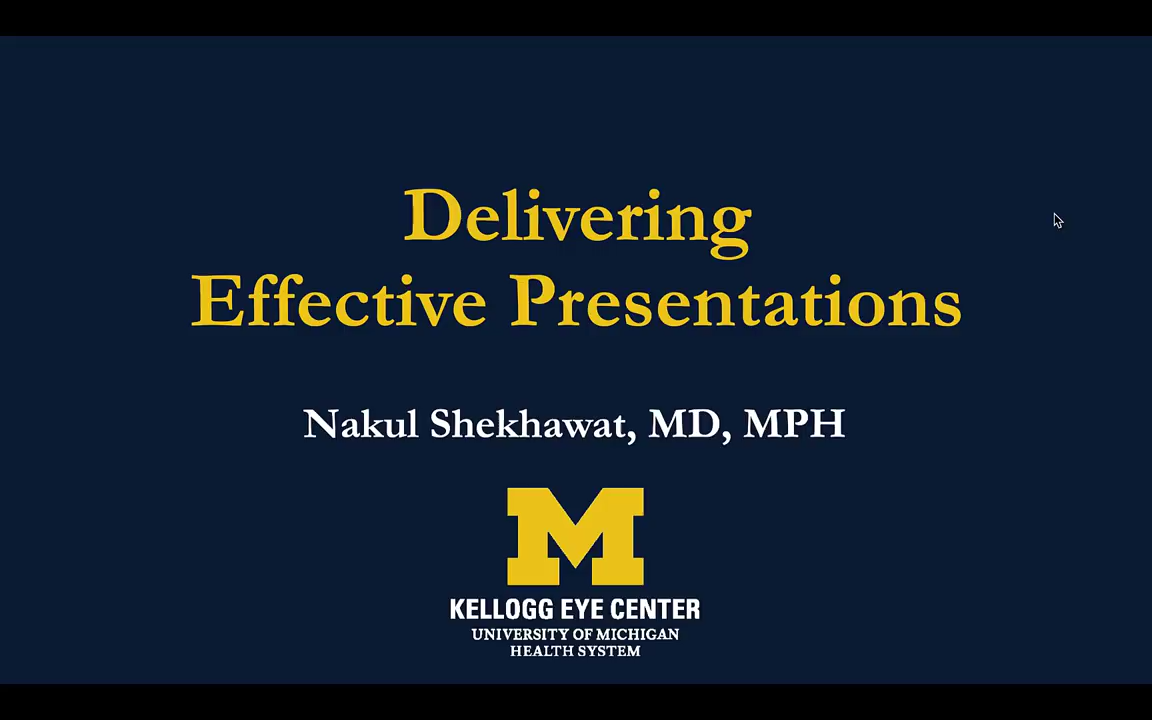 Delivering
Effective Presentations
Nakul Shekhawat, MD, MPH
M
KELLOGG EYE CENTER
UNIVERSITY OF MICHIGAN
HEALTH SYSTEM